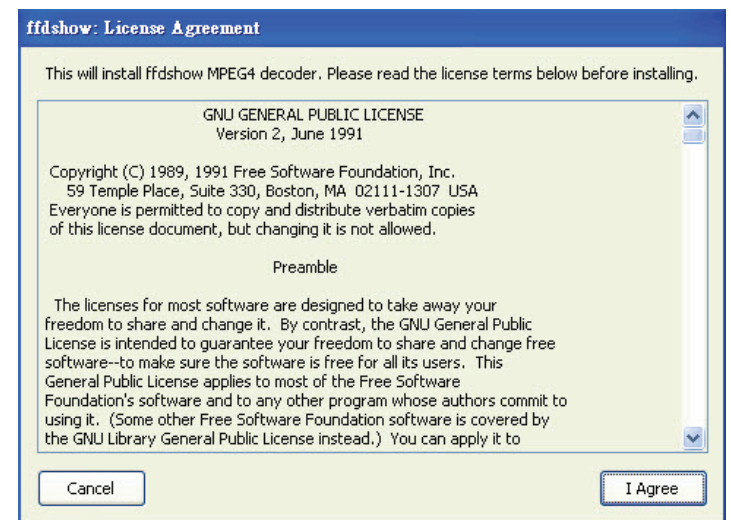 ffdshow: License Agreement
This will install ffdshow MPEG4 decoder. Please read the license terms below before installing.
GNU GENERAL PUBLIC LICENSE
Version 2, June 1991
Copyright (C) 1989, 1991 Free Software Foundation, Inc.
59 Temple Place, Suite 330, Boston, MA 02111-1307 USA
Everyone is permitted to copy and distribute verbatim copies
of this license document, but changing it is not allowed.
Preamble
The licenses for most software are designed to take away your
freedom to share and change it. By contrast, the GNU General Public
License is intended to guarantee your freedom to share and change free
software--to make sure the software is free for all its users. This
General Public License applies to most of the Free Software
Foundation's software and to any other program whose authors commit to
using it. (Some other Free Software Foundation software is covered by
the GNU Library General Public License instead.) You can apply it to
Cancel
I Agree